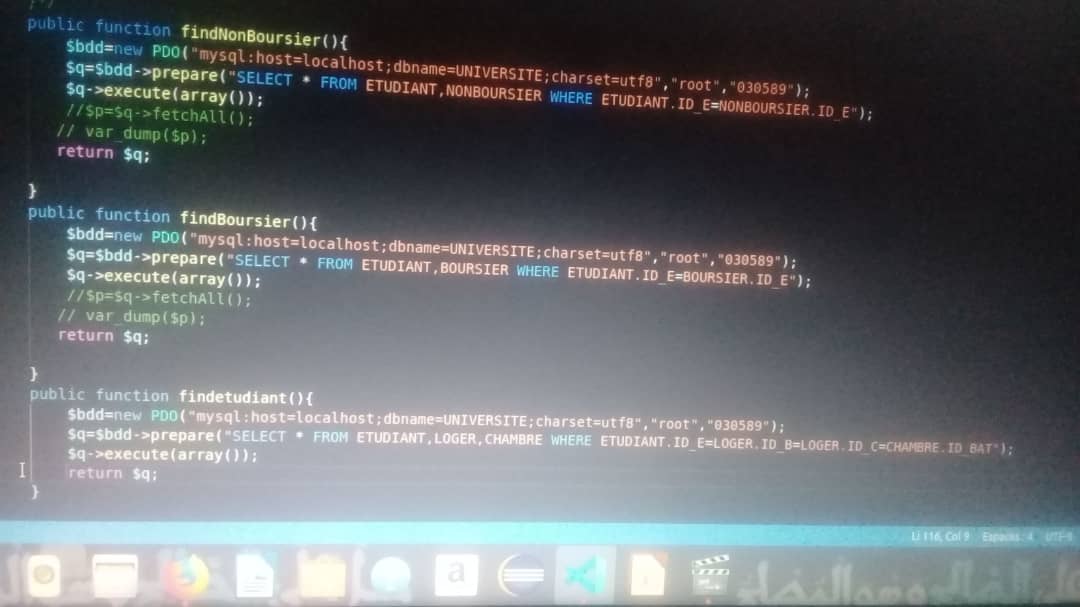 public function findNonBoursier(){
$bdd=new PDO("mysql:host=localhost;dbname=UNIVERSITE;charset=utf8","root","030589");
$q=$bdd->prepare("SELECT * FROM ETUDIANT,NONBOURSIER WHERE ETUDIANT.ID_E=NONBOURSIER.ID_E");
$q->execute(array());
//$p=$q->fetchAll();
// var_dump($p);
return $q;
}
public function findBoursier(){
$bdd=new PDO("mysql:host=localhost;dbname=UNIVERSITE;charset=utf8","root","030589");
$q=$bdd->prepare("SELECT * FROM ETUDIANT,BOURSIER WHERE ETUDIANT.ID_E=BOURSIER.ID_E");
$q->execute(array());
//$p=$q->fetchAll();
// var_dump($p);
return $q;
}
public function findetudiant(){
$bdd=new PDO("mysql:host=localhost;dbname=UNIVERSITE;charset=utf8","root","030589");
$q=$bdd->prepare("SELECT * FROM ETUDIANT,LOGER,CHAMBRE WHERE ETUDIANT.ID_E=LOGER.ID_B=LOGER.ID_C=CHAMBRE.ID_BAT");
$q->execute(array());
return $q;
}
Li 116, Col 9 Espaces: 4 UTF-8
a